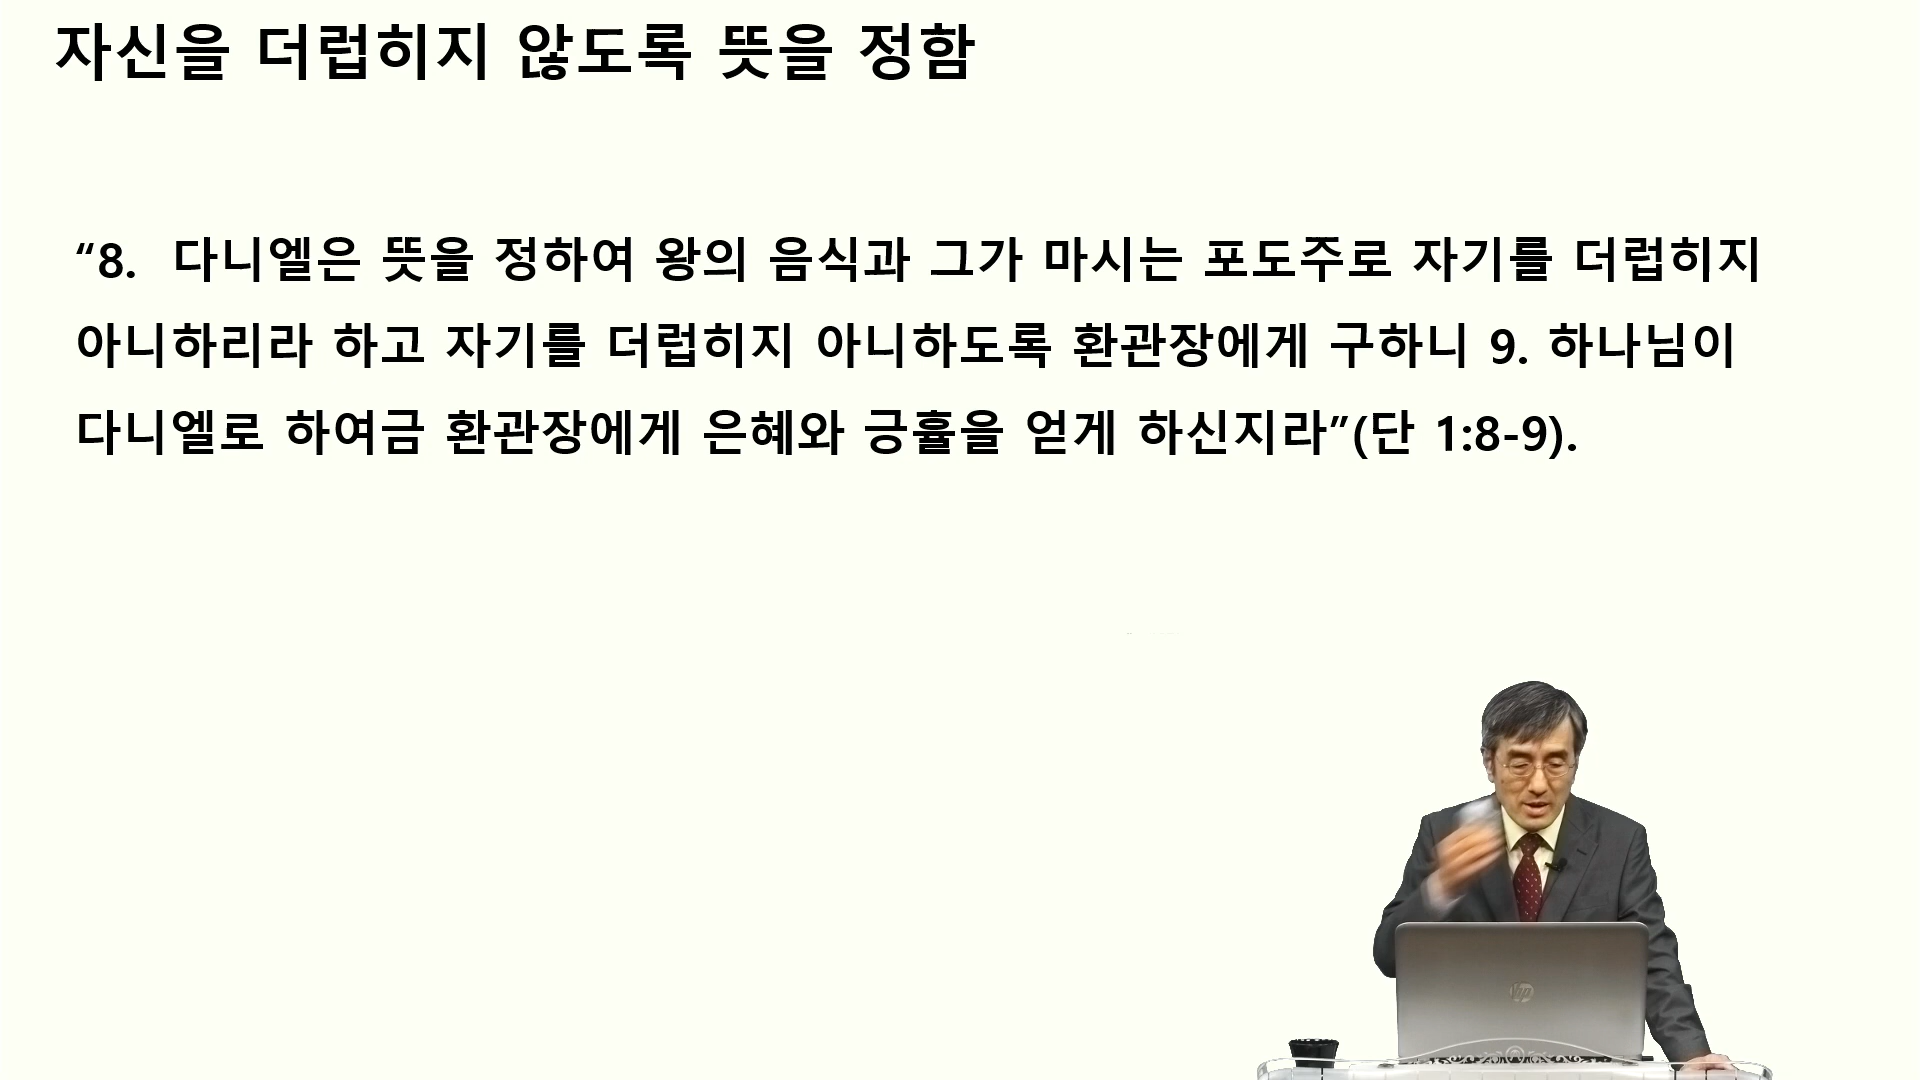 자신을 더럽히지 않도록 뜻을 정함
“8.  다니엘은 뜻을 정하여 왕의 음식과 그가 마시는 포도주로 자기를 더럽히지
아니하리라 하고 자기를 더럽히지 아니하도록 환관장에게 구하니 9. 하나님이
다니엘로 하여금 환관장에게 은혜와 긍휼을 얻게 하신지라”(단 1:8-9).
hp